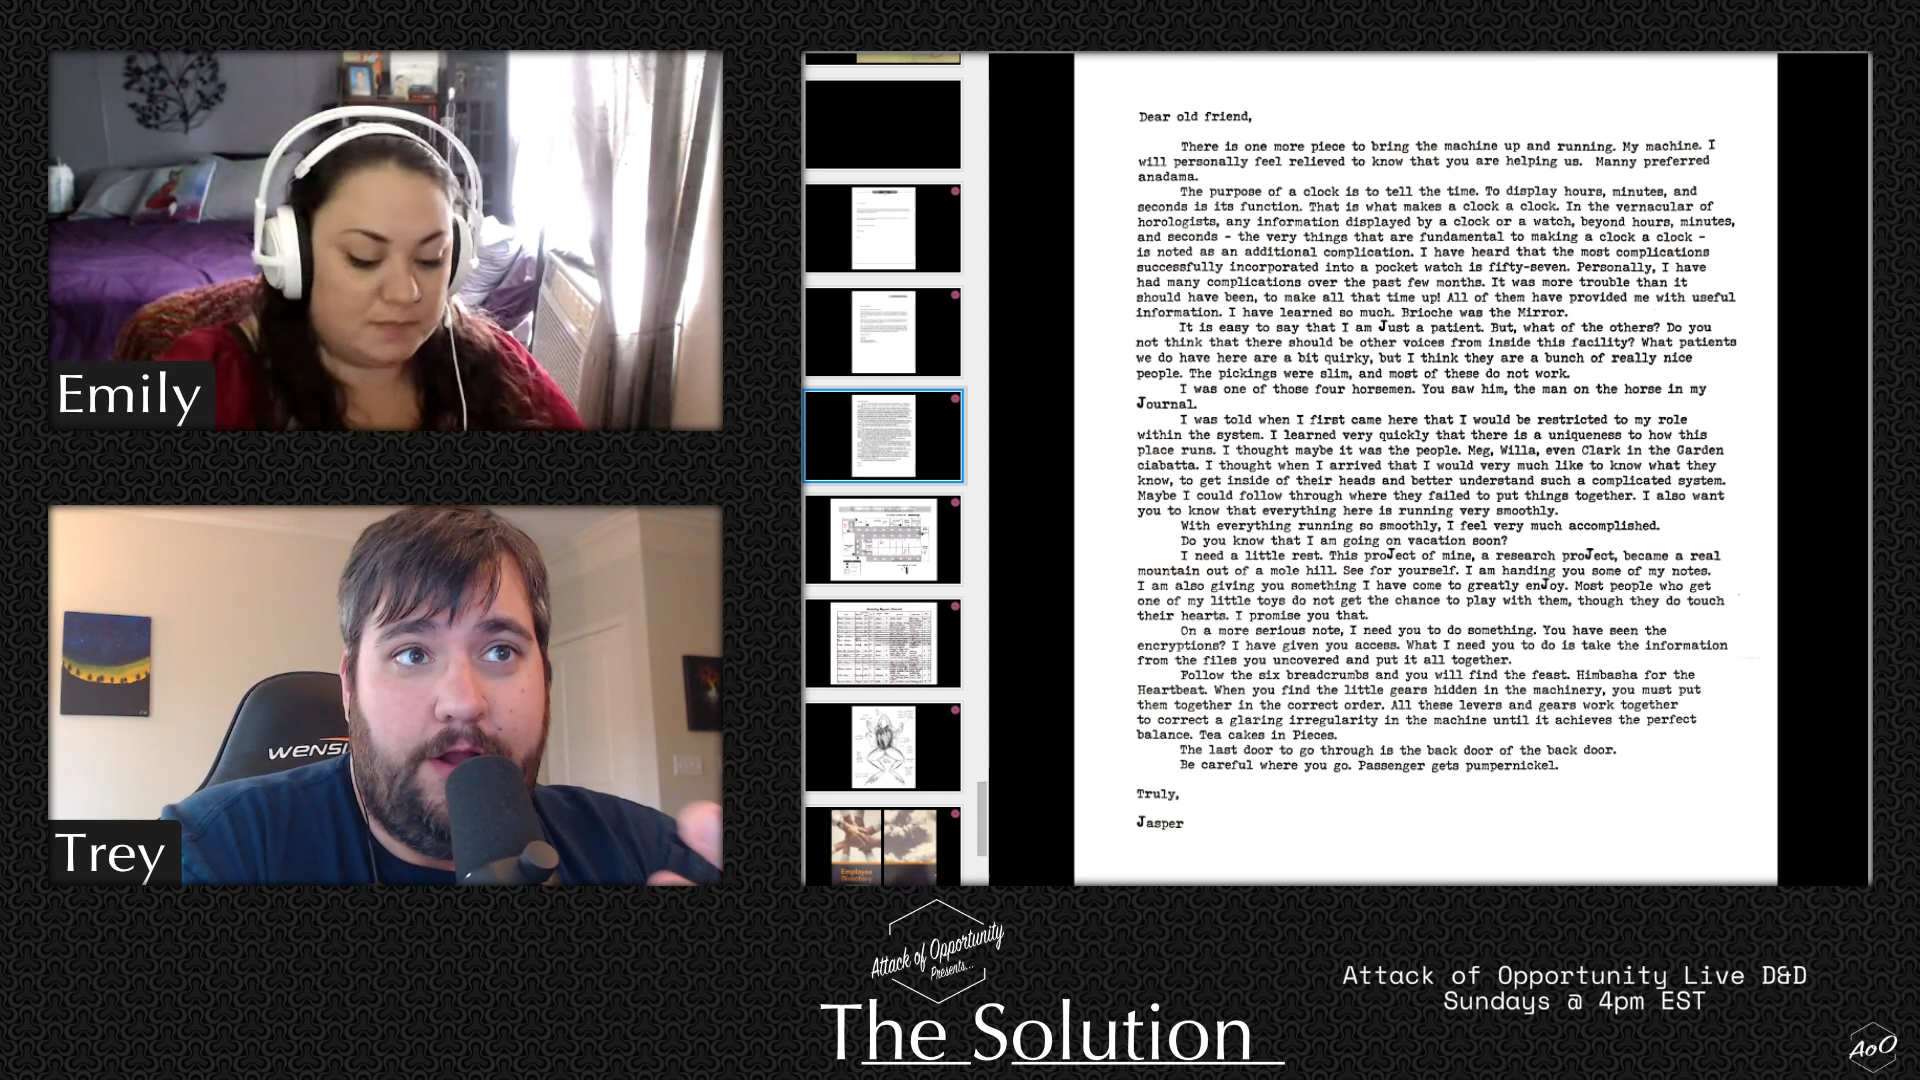 Emily
WENSI
Trey
Dear old friend,
There is one more piece to bring the machine up and running. My machine. I
will personally feel relieved to know that you are helping us. Manny preferred
anadama.
The purpose of a clock is to tell the time. To display hours, minutes, and
seconds is its function. That is what makes a clock a clock. In the vernacular of
horologists, any information displayed by a clock or a watch, beyond hours, minutes,
and seconds - the very things that are fundamental to making a clock a clock -
is noted as an additional complication. I have heard that the most complications
successfully incorporated into a pocket watch is fifty-seven. Personally, I have
had many complications over the past few months. It was more trouble than it
should have been, to make all that time up! All of them have provided me with useful
information. I have learned so much. Brioche was the Mirror.
It is easy to say that I am Just a patient. But, what of the others? Do you
not think that there should be other voices from inside this facility? What patients
we do have here are a bit quirky, but I think they are a bunch of really nice
people. The pickings were slim, and most of these do not work.
I was one of those four horsemen. You saw him, the man on the horse in my
Journal.
I was told when I first came here that I would be restricted to my role
within the system. I learned very quickly that there is a uniqueness to how this
place runs. I thought maybe it was the people. Meg, Willa, even Clark in the Garden
ciabatta. I thought when I arrived that I would very much like to know what they
know, to get inside of their heads and better understand such a complicated system.
Maybe I could follow through where they failed to put things together. I also want
you to know that everything here is running very smoothly.
With everything running so smoothly, I feel very much accomplished.
Do you know that I am going on vacation soon?
I need a little rest. This proJect of mine, a research proJect, became a real
mountain out of a mole hill. See for yourself. I am handing you some of my notes.
I am also giving you something I have come to greatly enJoy. Most people who get
one of my little toys do not get the chance to play with them, though they do touch
their hearts. I promise you that.
On a more serious note, I need you to do something. You have seen the
encryptions? I have given you access. What I need you to do is take the information
from the files you uncovered and put it all together.
Follow the six breadcrumbs and you will find the feast. Himbasha for the
Heartbeat. When you find the little gears hidden in the machinery, you must put
them together in the correct order. All these levers and gears work together
to correct a glaring irregularity in the machine until it achieves the perfect
balance. Tea cakes in Pieces.
The last door to go through is the back door of the back door.
Be careful where you go. Passenger gets pumpernickel.
Truly,
Jasper
Employee
Directory
Attack of Opportunity
Presents...
The Solution
Attack of Opportunity Live D&D
Sundays @ 4pm EST
AoO